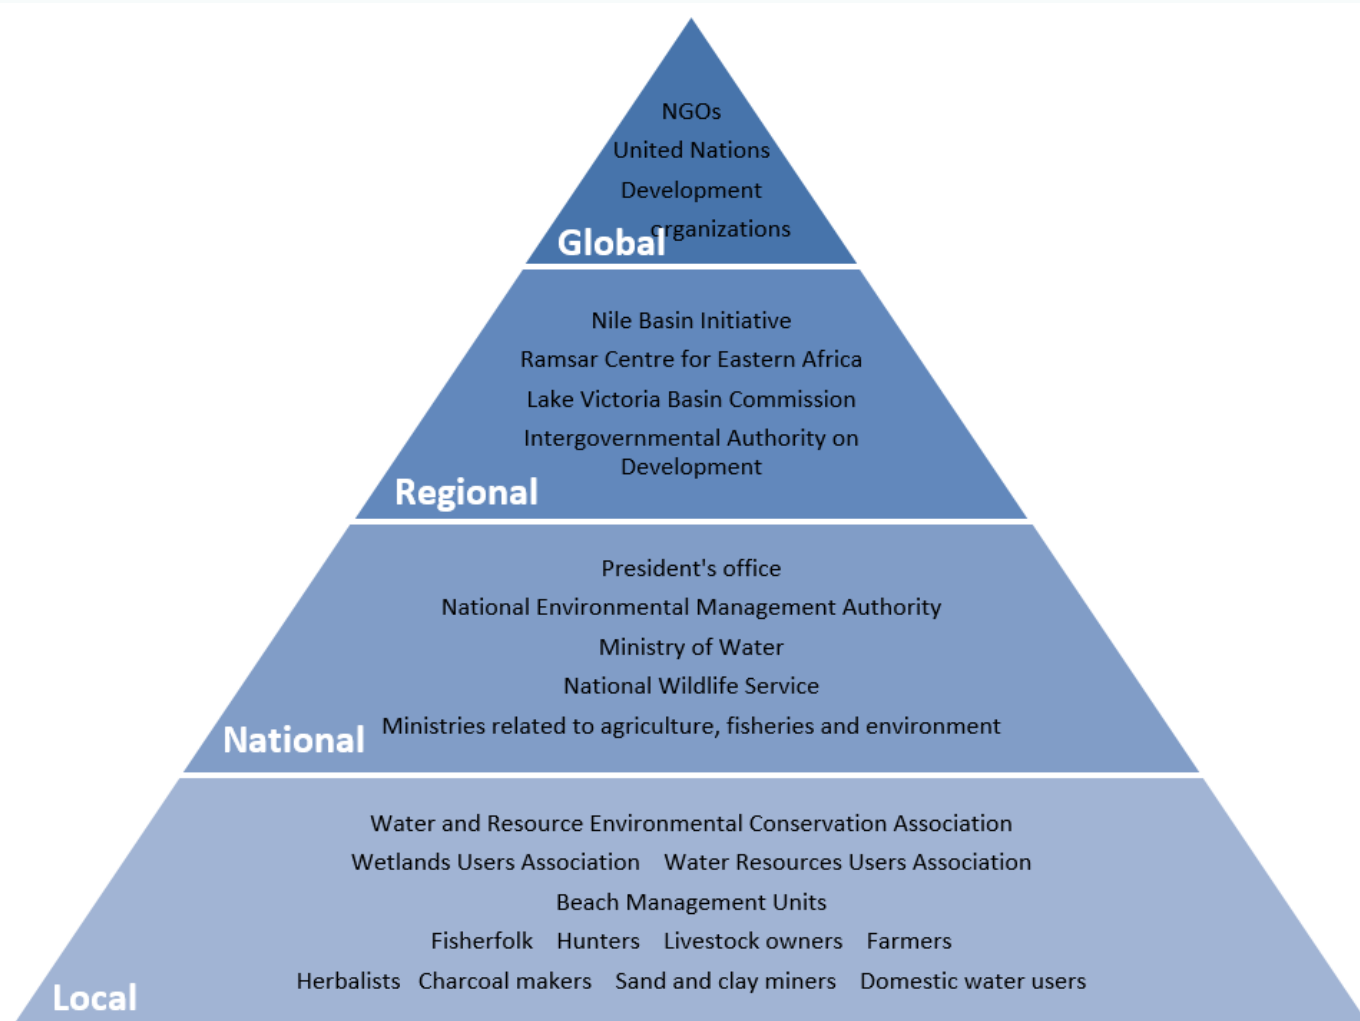 NGOs
United Nations
Development
organizations
Global
Nile Basin Initiative
Ramsar Centre for Eastern Africa
Lake Victoria Basin Commission
Intergovernmental Authority on
Development
Regional
President's office
National Environmental Management Authority
Ministry of Water
National Wildlife Service
Ministries related to agriculture, fisheries and environment
National
Water and Resource Environmental Conservation Association
Wetlands Users Association Water Resources Users Association
Beach Management Units
Fisherfolk Hunters Livestock owners Farmers
Herbalists Charcoal makers Sand and clay miners Domestic water users
Local